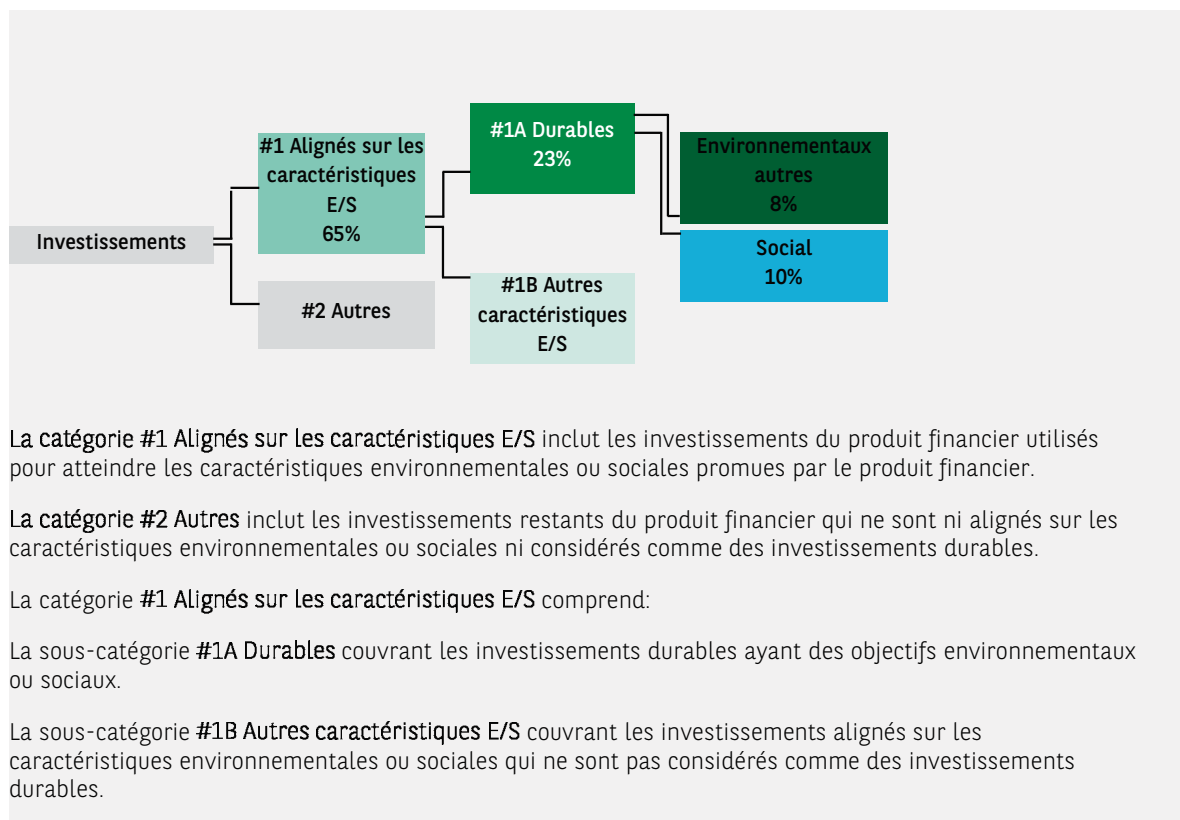 Investissements
#1 Alignés sur les
caractéristiques
E/S
65%
#2 Autres
#1A Durables
23%
#1B Autres
caractéristiques
E/S
Environnementaux
autres
8%
Social
10%
La catégorie #1 Alignés sur les caractéristiques E/S inclut les investissements du produit financier utilisés
pour atteindre les caractéristiques environnementales ou sociales promues par le produit financier.
La catégorie #2 Autres inclut les investissements restants du produit financier qui ne sont ni alignés sur les
caractéristiques environnementales ou sociales ni considérés comme des investissements durables.
La catégorie #1 Alignés sur les caractéristiques E/S comprend:
La sous-catégorie #1A Durables couvrant les investissements durables ayant des objectifs environnementaux
ou sociaux.
La sous-catégorie #1B Autres caractéristiques E/S couvrant les investissements alignés sur les
caractéristiques environnementales ou sociales qui ne sont pas considérés comme des investissements
durables.